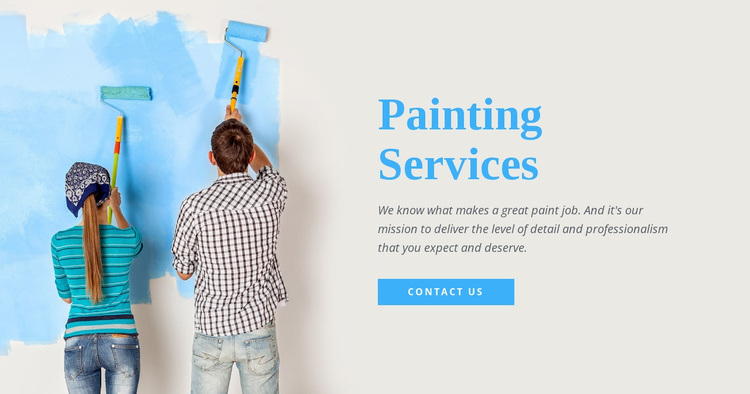 Painting
Services
We know what makes a great paint job. And it's our
mission to deliver the level of detail and professionalism
that you expect and deserve.
CONTACT US